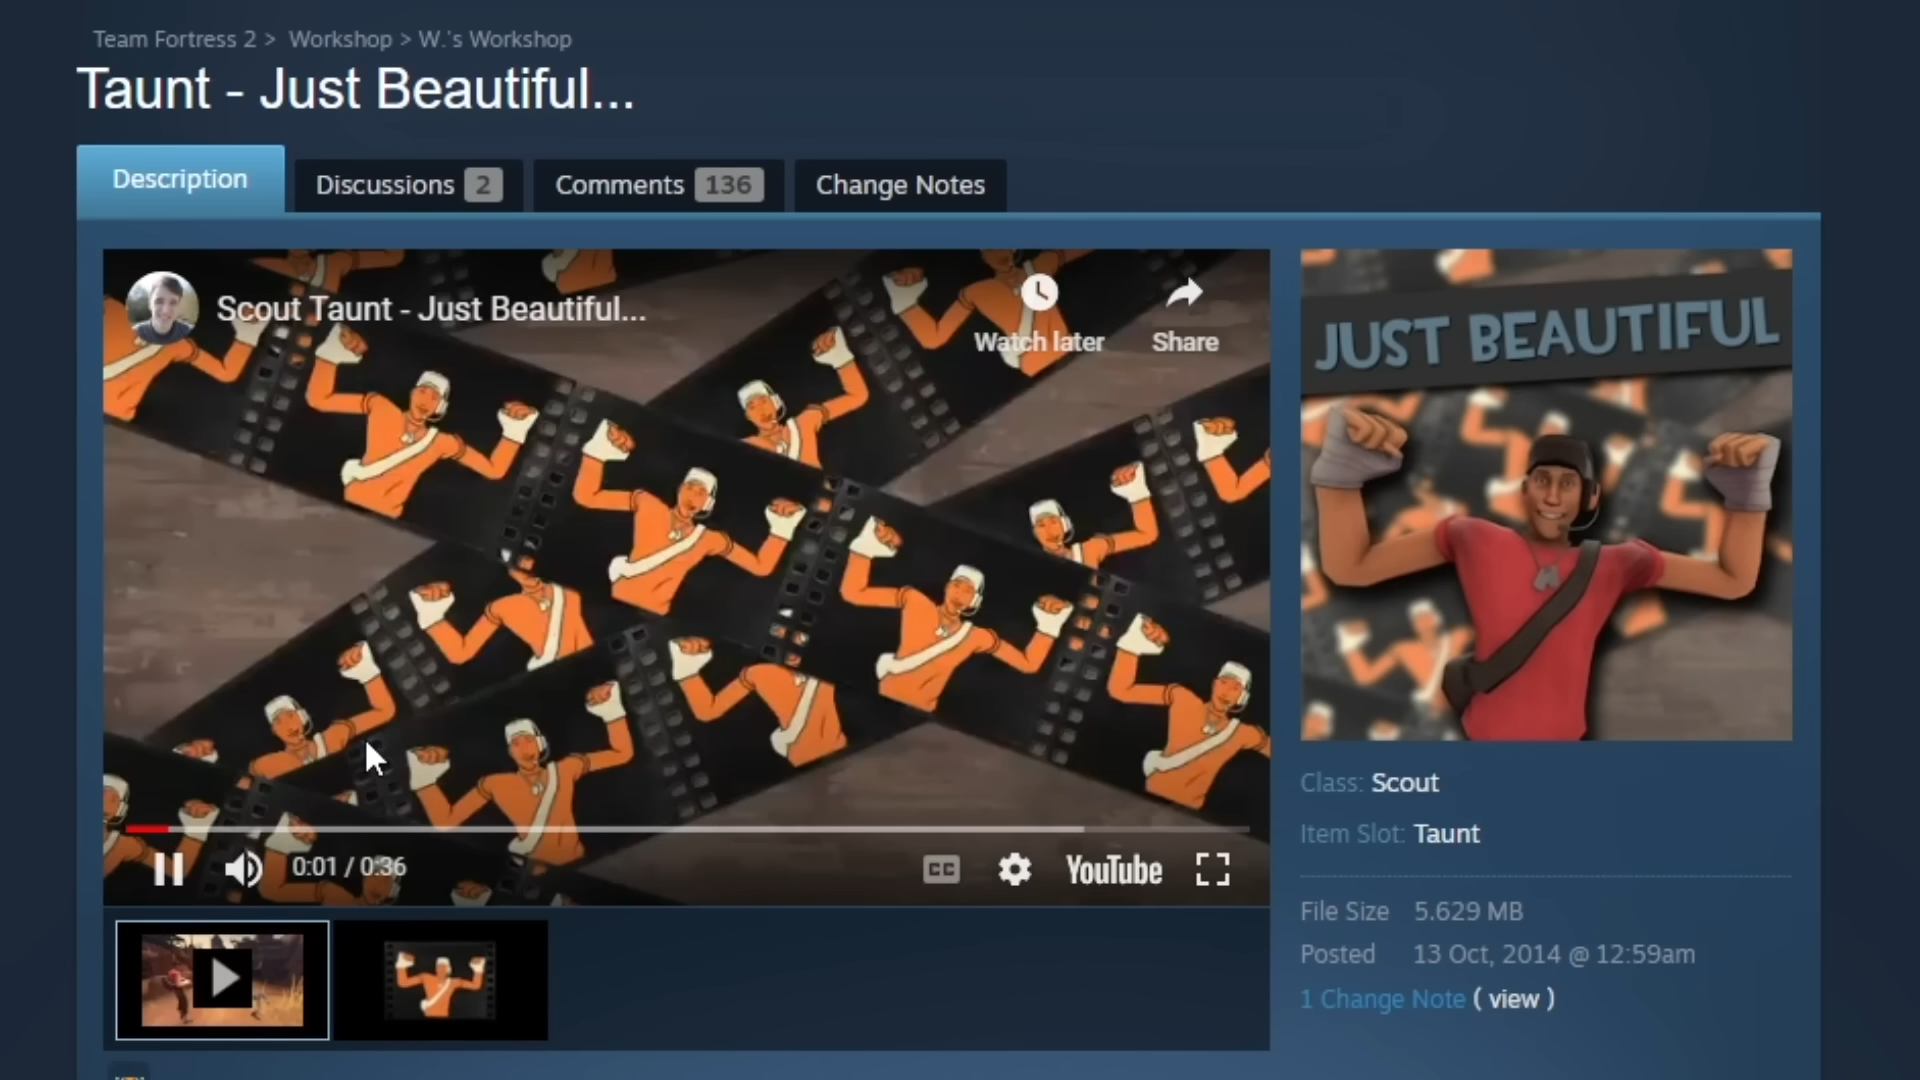 Team Fortress 2 > Workshop > W.'s Workshop
Taunt - Just Beautiful...
Description
Discussions 2
Comments 136
Change Notes
Scout Taunt - Just Beautiful...
Watch later
Share
JUST BEAUTIFUL
Class: Scout
Item Slot: Taunt
0:01 / 0:36
CC
YouTube
File Size 5.629 MB
Posted 13 Oct, 2014 @ 12:59am
1 Change Note ( view )